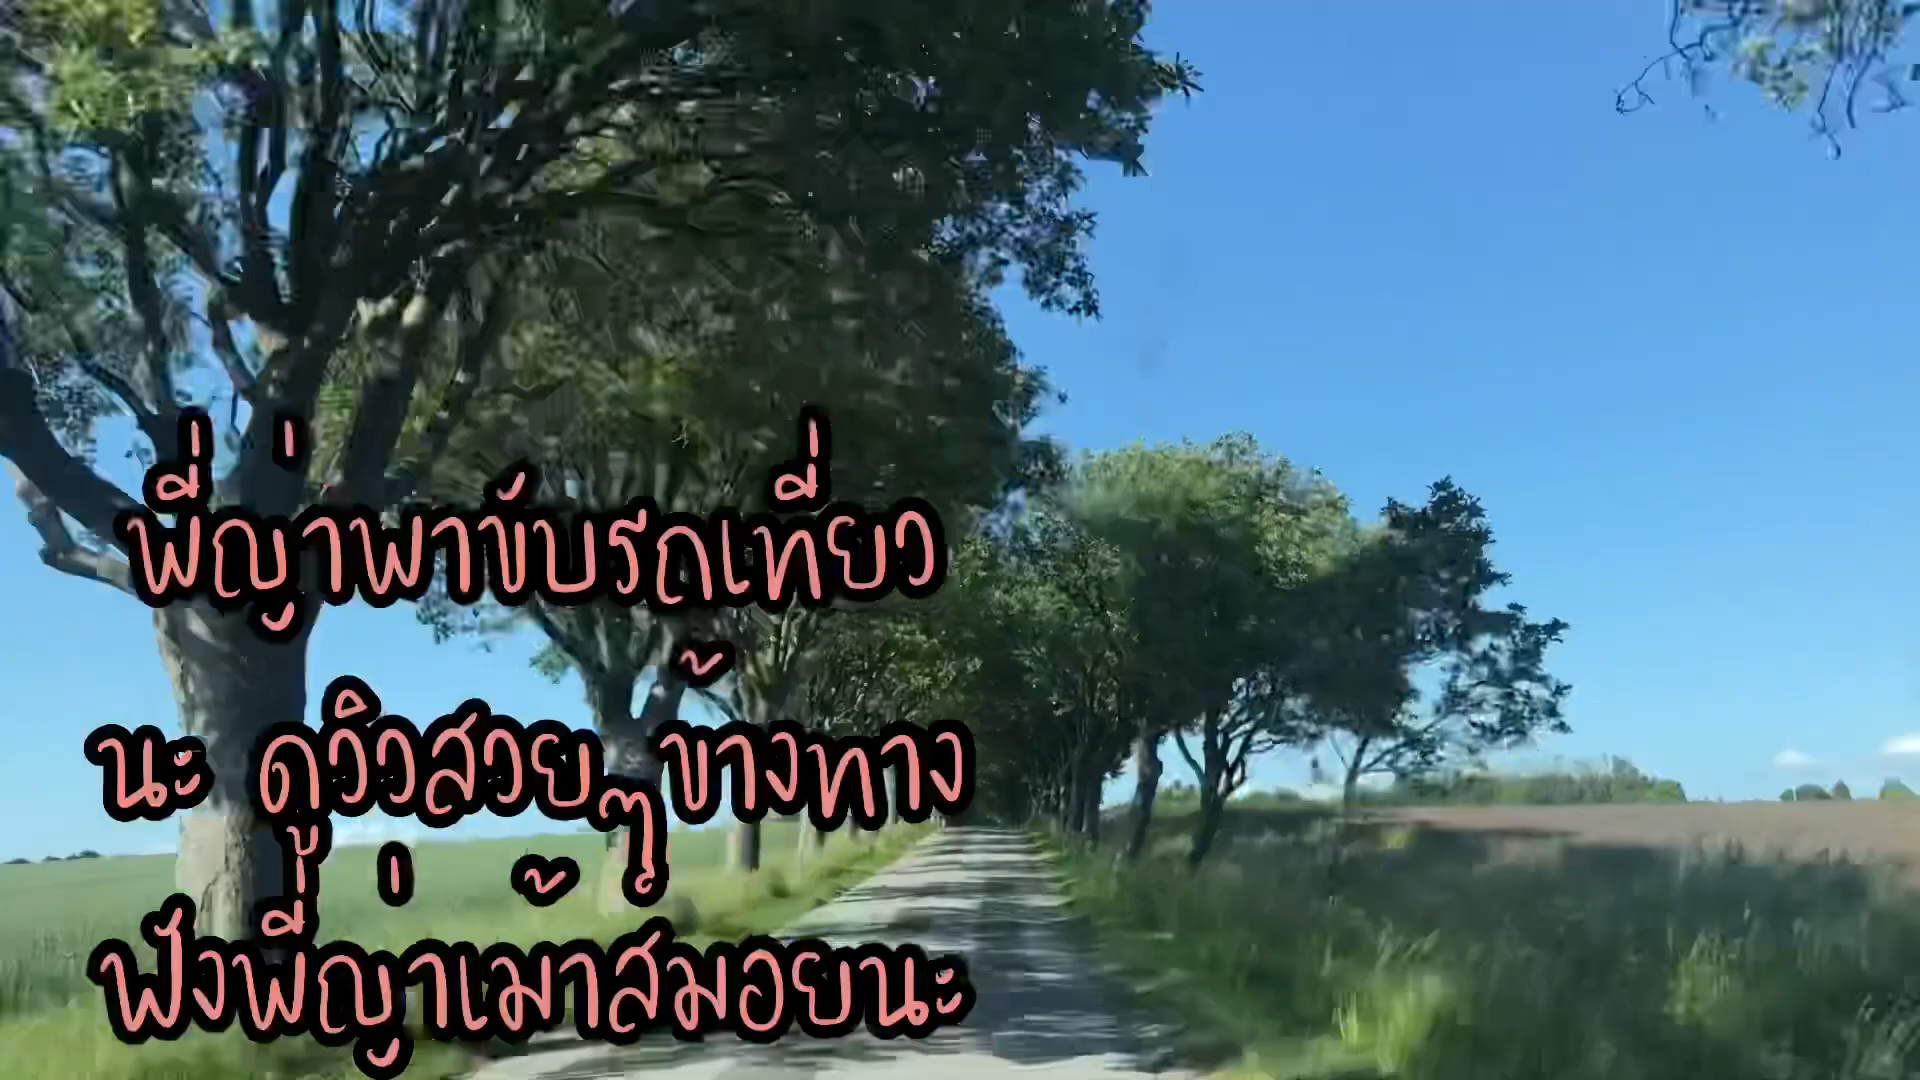 พี่ญ่าพาขับรถเที่ยว
นะ ดูวิวสวยๆข้างทาง
ฟังพี่ญ่าเม้าสมอยนะ